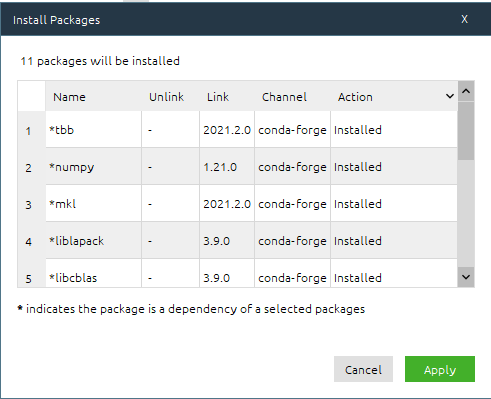 Install Packages X
11 packages will be installed
Name Unlink Link Channel Action
1 *tbb - 2021.2.0 conda-forge Installed
2 *numpy - 1.21.0 conda-forge Installed
3 *mkl - 2021.2.0 conda-forge Installed
4 *liblapack - 3.9.0 conda-forge Installed
5 *libcblas - 3.9.0 conda-forge Installed
* indicates the package is a dependency of a selected packages
Cancel Apply